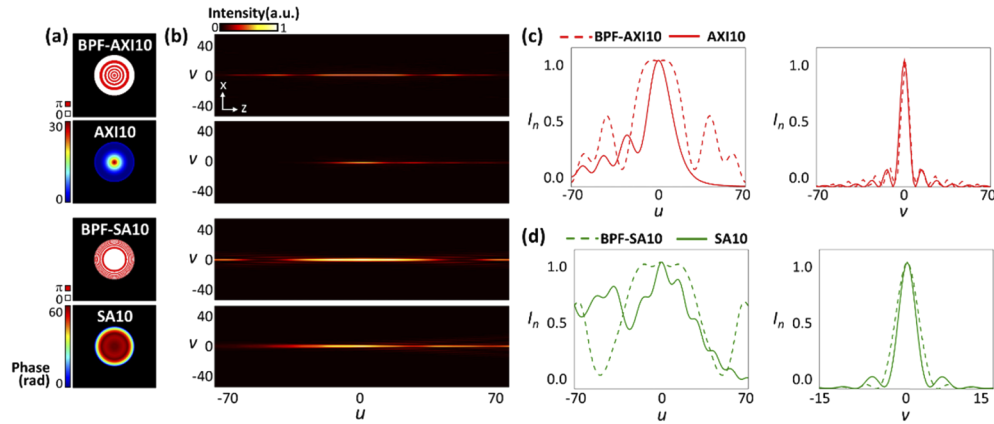 (a)
BPF-AXI10
π
0
AXI10
30
0
BPF-SA10
π
0
SA10
60
0
Phase
(rad)
(b)
Intensity(a.u.)
0 1
40
ν 0
-40
x
z
40
ν 0
-40
40
ν 0
-40
40
ν 0
-40
-70 0 70
u
(c)
BPF-AXI10 AXI10
1.0
In 0.5
0.0
-70 0 70
u
1.0
In 0.5
0.0
-70 0 70
ν
(d)
BPF-SA10 SA10
1.0
In 0.5
0.0
-70 0 70
u
1.0
In 0.5
0.0
-15 0 15
ν